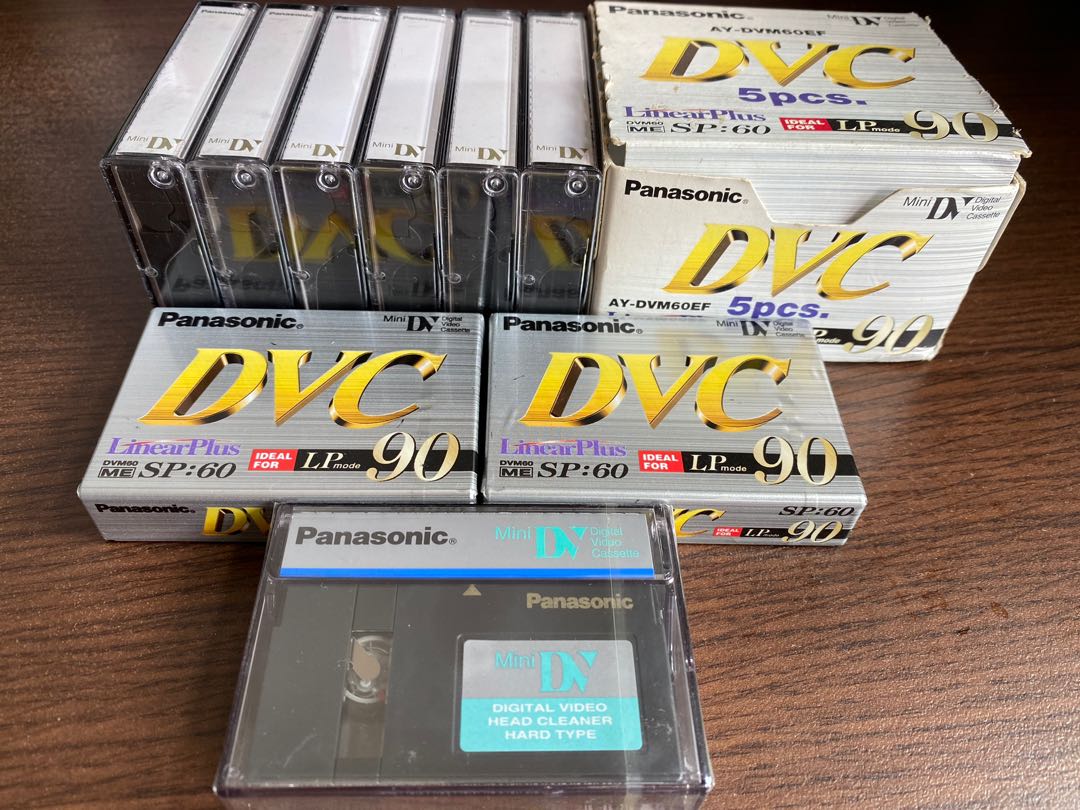 Mini DV
Mini DV
Mini DV
Mini DV
Mini DV
Mini DV
Panasonic®
Mini DV Digital Video Cassette
AY-DVM60EF
DVC
5pcs.
LinearPlus
DVM60
ME SP:60
IDEAL FOR LP mode 90
Panasonic®
Mini DV Digital Video Cassette
DVC
AY-DVM60EF 5pcs.
mode 90
Panasonic®
Mini DV Digital Video Cassette
DVC
LinearPlus
DVM60
ME SP:60
IDEAL FOR LP mode 90
Panasonic®
Panasonic®
Mini DV Digital Video Cassette
DVC
LinearPlus
DVM60
ME SP:60
IDEAL FOR LP mode 90
SP:60
IDEAL FOR LP mode 90
Panasonic®
Mini DV Digital Video Cassette
Panasonic
Mini DV
DIGITAL VIDEO
HEAD CLEANER
HARD TYPE